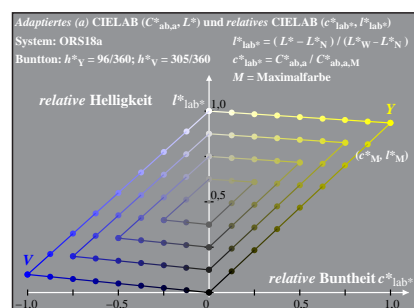 Adaptiertes (a) CIELAB (C*ab,a, L*) und relatives CIELAB (c*lab*, l*lab*)
System: ORS18a
l*lab* = ( L* – L*N ) / ( L*W – L*N )
Bunton: h*Y = 96/360; h*V = 305/360
c*lab* = C*ab,a / C*ab,a,M
M = Maximalfarbe
relative Helligkeit l*lab*
1,0
Y
(c*M, l*M)
0,5
V
relative Buntheit c*lab*
0
–1.0
–0.5
0
0.5
1.0